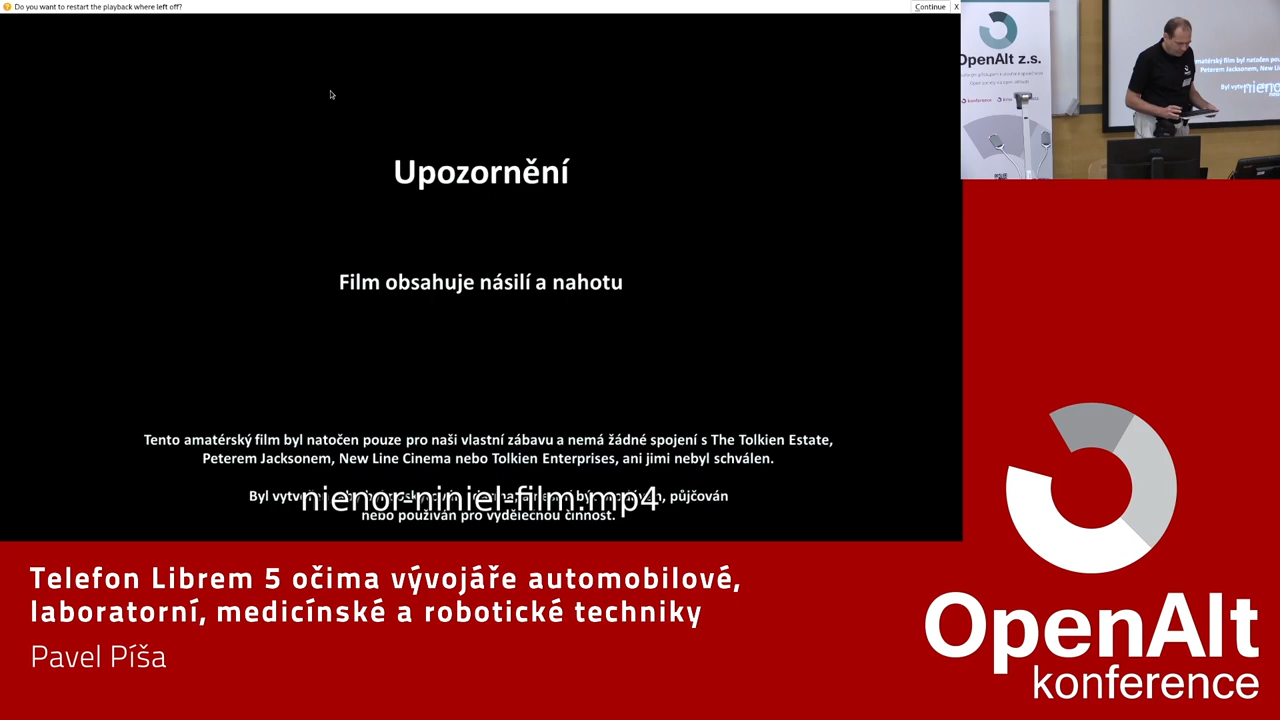 Do you want to restart the playback where left off?
Continue X
OpenAlt z.s.
konference
Upozornění
Film obsahuje násilí a nahotu
Tento amatérský film byl natočen pouze pro naši vlastní zábavu a nemá žádné spojení s The Tolkien Estate,
Peterem Jacksonem, New Line Cinema nebo Tolkien Enterprises, ani jimi nebyl schválen.
nienor-niniel-film.mp4
půjčován
nebo používán pro výdělečnou činnost.
Telefon Librem 5 očima vývojáře automobilové,
laboratorní, medicínské a robotické techniky
Pavel Píša
OpenAlt
konference